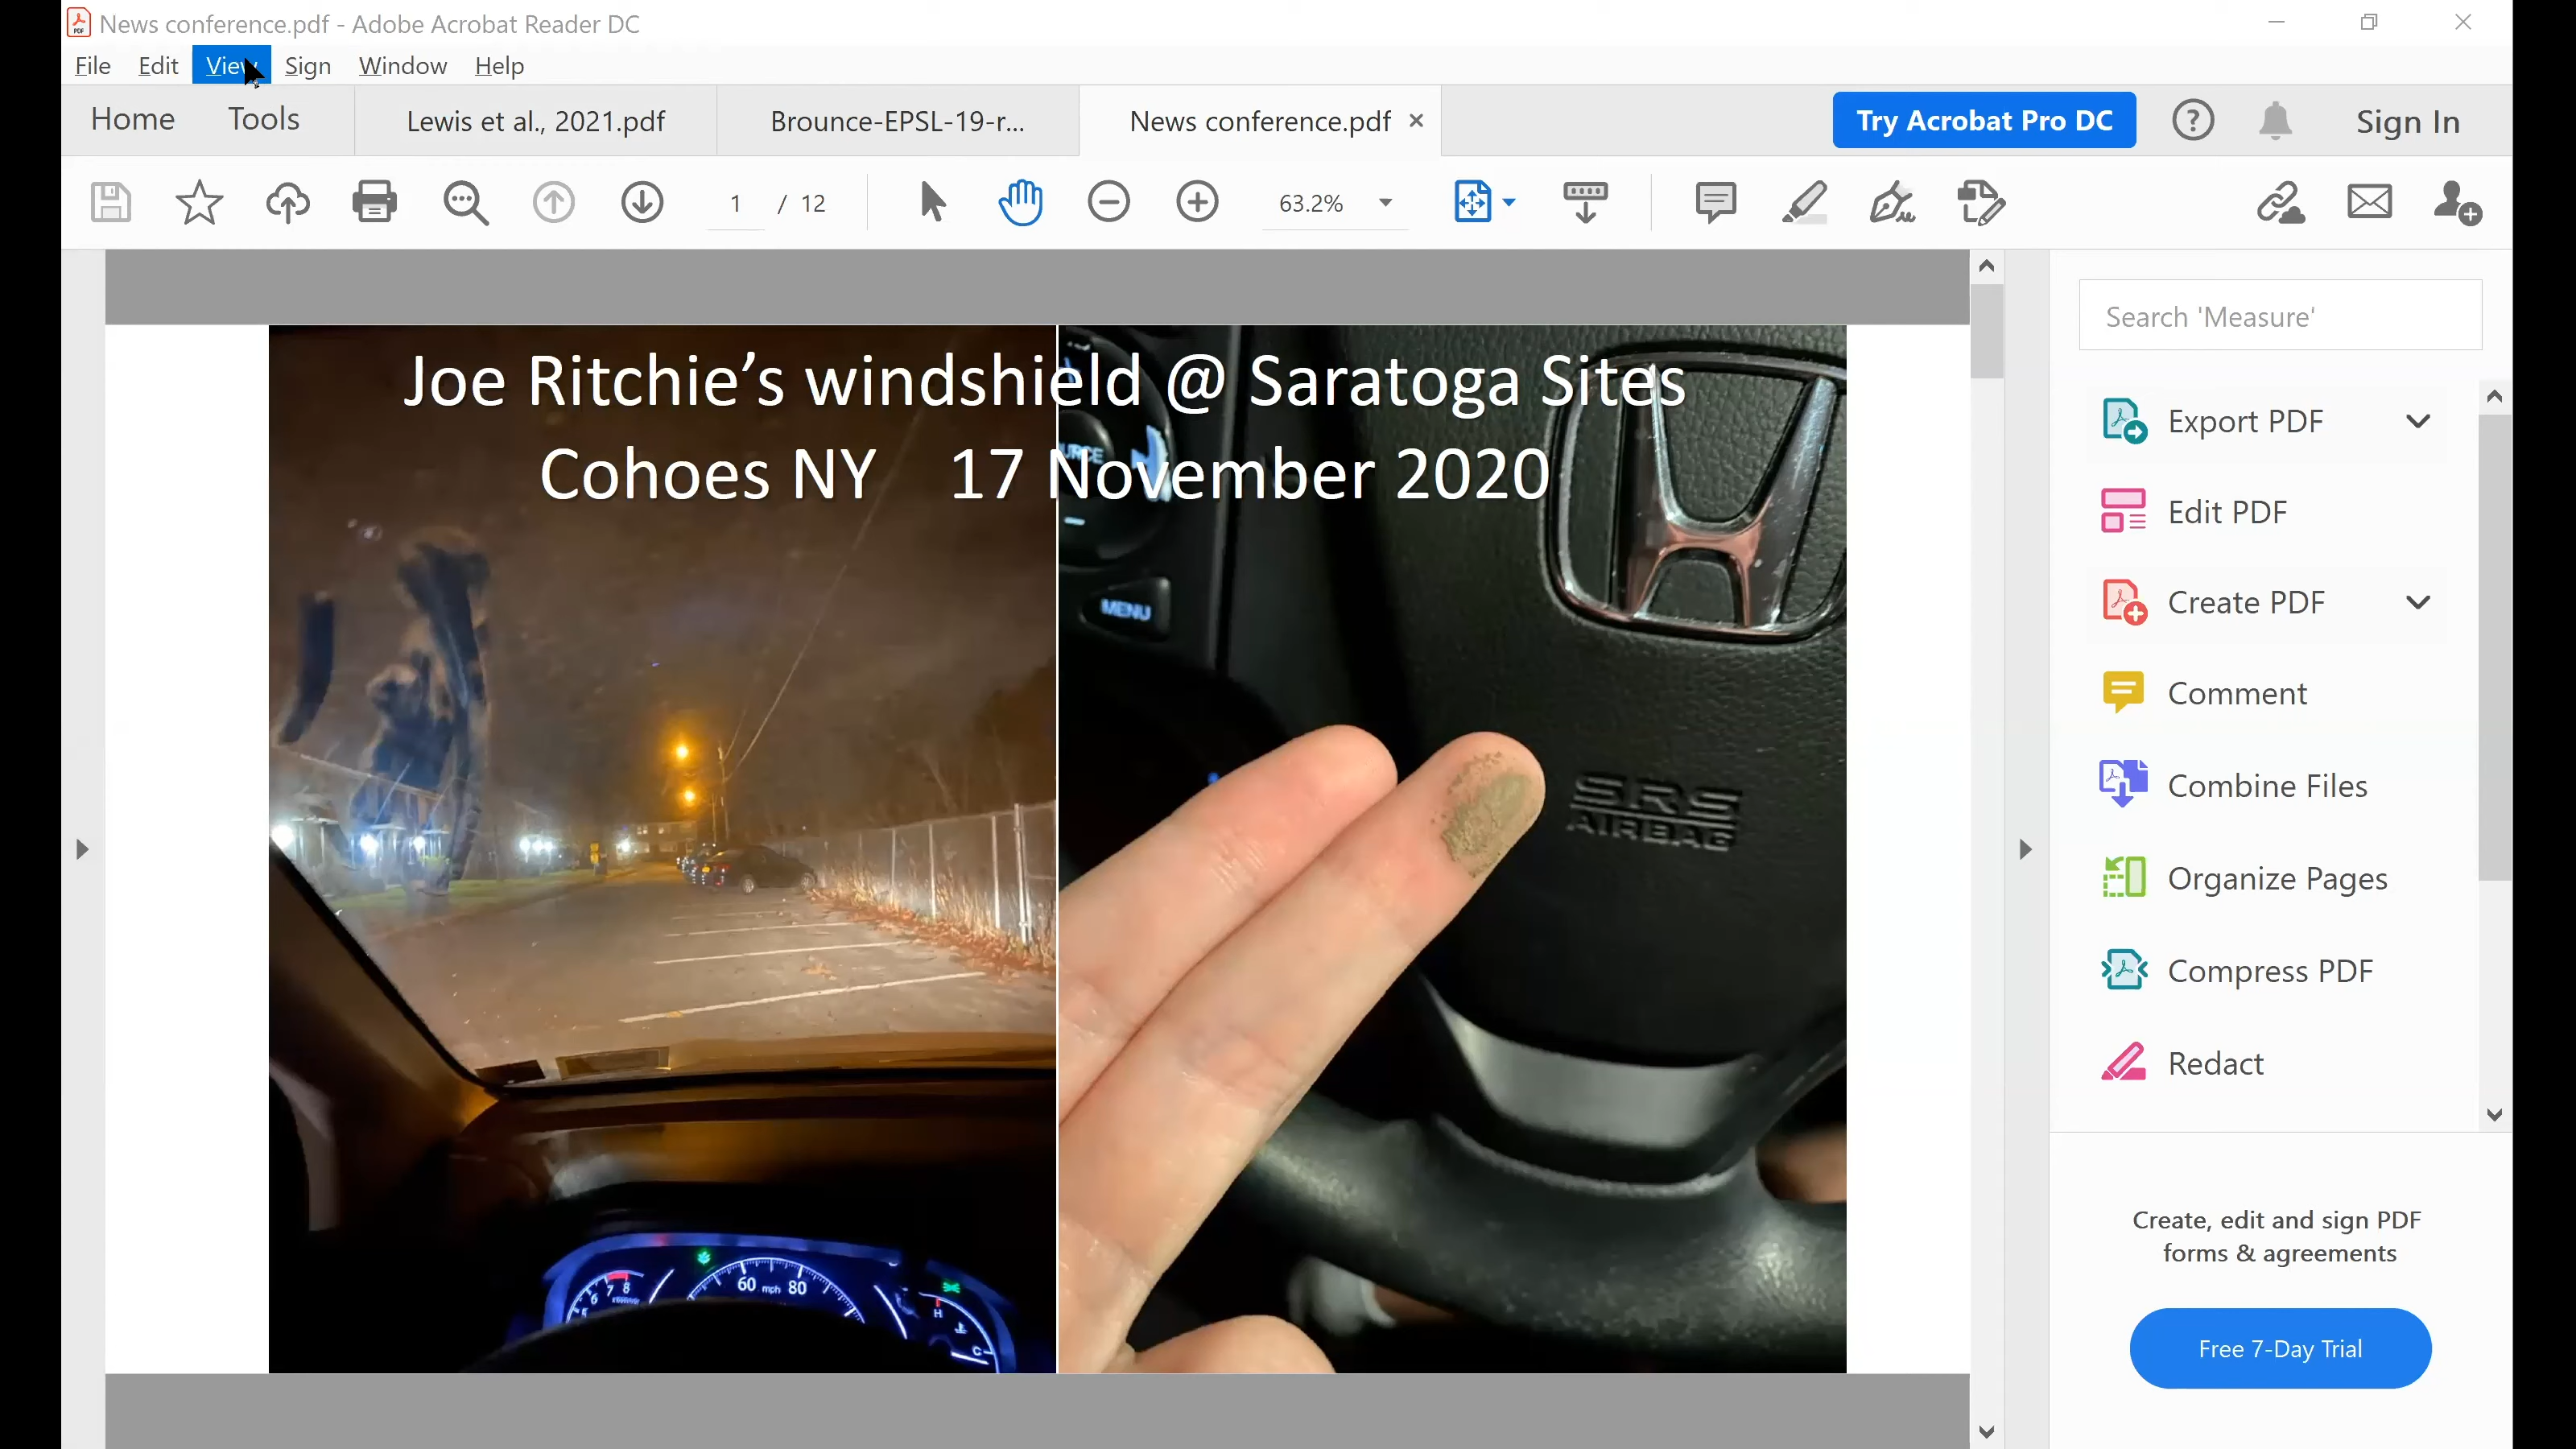 News conference.pdf - Adobe Acrobat Reader DC
File Edit View Sign Window Help
Home Tools Lewis et al., 2021.pdf Brounce-EPSL-19-r... News conference.pdf × Try Acrobat Pro DC Sign In
1 / 12 63.2%
Search 'Measure'
Joe Ritchie’s windshield @ Saratoga Sites
Cohoes NY 17 November 2020
MENU
SRS
AIRBAG
60 mph 80
6 7 8
H
C
Export PDF
Edit PDF
Create PDF
Comment
Combine Files
Organize Pages
Compress PDF
Redact
Create, edit and sign PDF
forms & agreements
Free 7-Day Trial